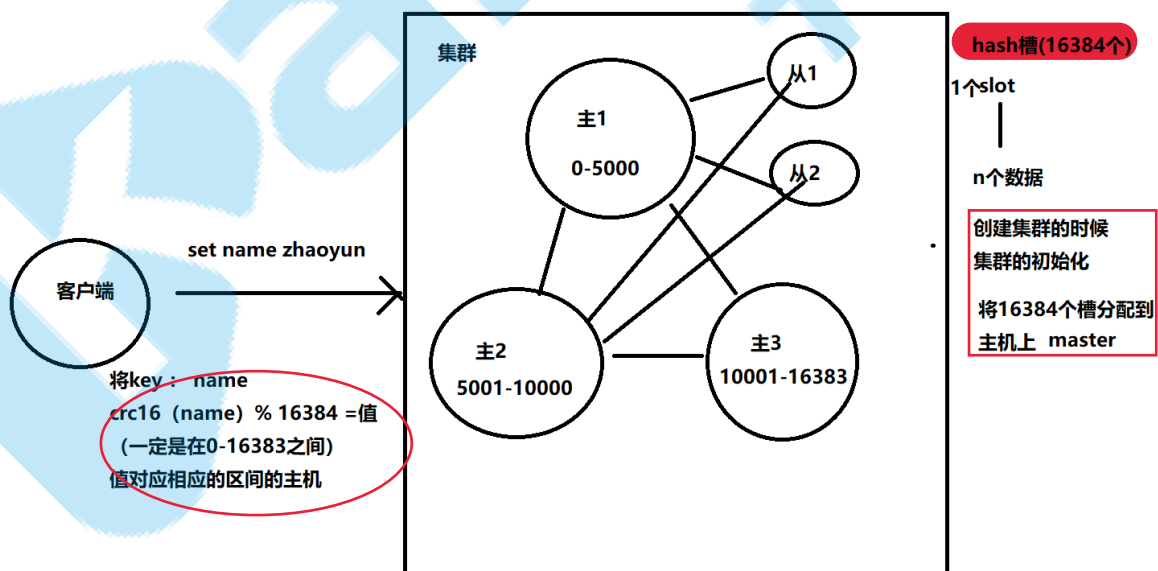 集群
主1
0-5000
从1
从2
主2
5001-10000
主3
10001-16383
客户端
set name zhaoyun
将key： name
crc16（name）% 16384 =值
（一定是在0-16383之间）
值对应相应的区间的主机
hash槽(16384个)
1个slot
n个数据
创建集群的时候
集群的初始化
将16384个槽分配到
主机上 master